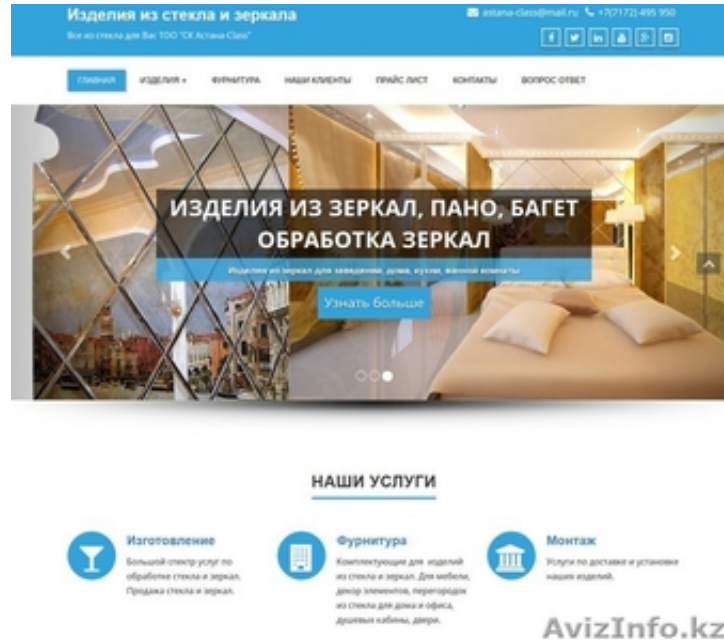 Изделия из стекла и зеркала
astana-class@mail.ru +7(7172) 495 950
Все из стекла для Вас ТОО "СК Астана-Class"
ГЛАВНАЯ ИЗДЕЛИЯ ФУРНИТУРА НАШИ КЛИЕНТЫ ПРАЙС ЛИСТ КОНТАКТЫ ВОПРОС ОТВЕТ
ИЗДЕЛИЯ ИЗ ЗЕРКАЛ, ПАНО, БАГЕТ
ОБРАБОТКА ЗЕРКАЛ
Изделия из зеркал для заведения, дома, кухни, ванной комнаты
Узнать больше
НАШИ УСЛУГИ
Изготовление
Большой спектр услуг по
обработке стекла и зеркал.
Продажа стекла и зеркал.
Фурнитура
Комплектующие для изделий
из стекла и зеркал. Для мебели,
декор элементов, перегородок
из стекла для дома и офиса,
душевых кабины, двери.
Монтаж
Услуги по доставке и установке
наших изделий.
AvizInfo.kz